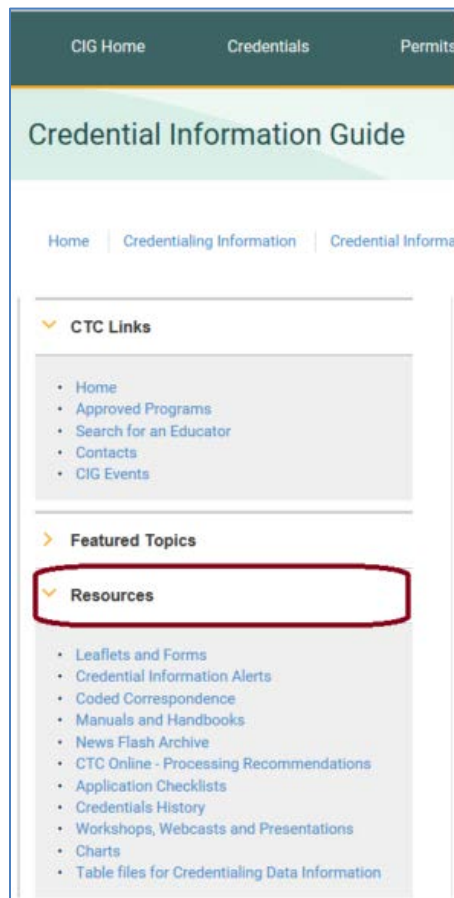 CIG Home Credentials Permits
Credential Information Guide
Home Credentialing Information Credential Informa
CTC Links
• Home
• Approved Programs
• Search for an Educator
• Contacts
• CIG Events
Featured Topics
Resources
• Leaflets and Forms
• Credential Information Alerts
• Coded Correspondence
• Manuals and Handbooks
• News Flash Archive
• CTC Online - Processing Recommendations
• Application Checklists
• Credentials History
• Workshops, Webcasts and Presentations
• Charts
• Table files for Credentialing Data Information